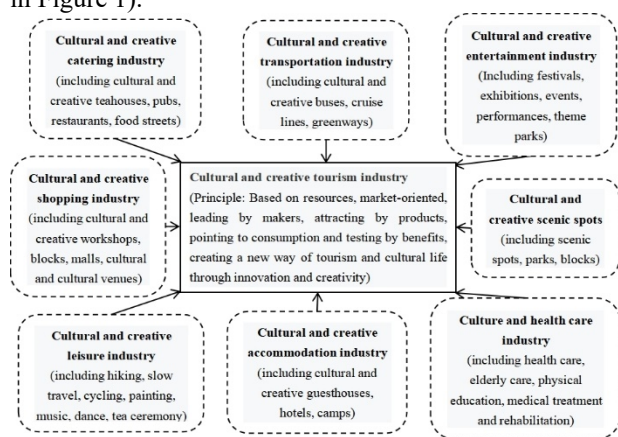 in Figure 1).
Cultural and creative
catering industry
(including cultural and
creative teahouses, pubs,
restaurants, food streets)
Cultural and creative
transportation industry
(including cultural and
creative buses, cruise
lines, greenways)
Cultural and creative
entertainment industry
(Including festivals,
exhibitions, events,
performances, theme
parks)
Cultural and creative
shopping industry
(including cultural and
creative workshops,
blocks, malls, cultural
and cultural venues)
Cultural and creative tourism industry
(Principle: Based on resources, market-oriented,
leading by makers, attracting by products,
pointing to consumption and testing by benefits,
creating a new way of tourism and cultural life
through innovation and creativity)
Cultural and
creative scenic spots
(including scenic
spots, parks, blocks)
Cultural and creative
leisure industry
(including hiking, slow
travel, cycling, painting,
music, dance, tea ceremony)
Cultural and creative
accommodation industry
(including cultural and
creative guesthouses,
hotels, camps)
Culture and health care
industry
(including health care,
elderly care, physical
education, medical treatment
and rehabilitation)